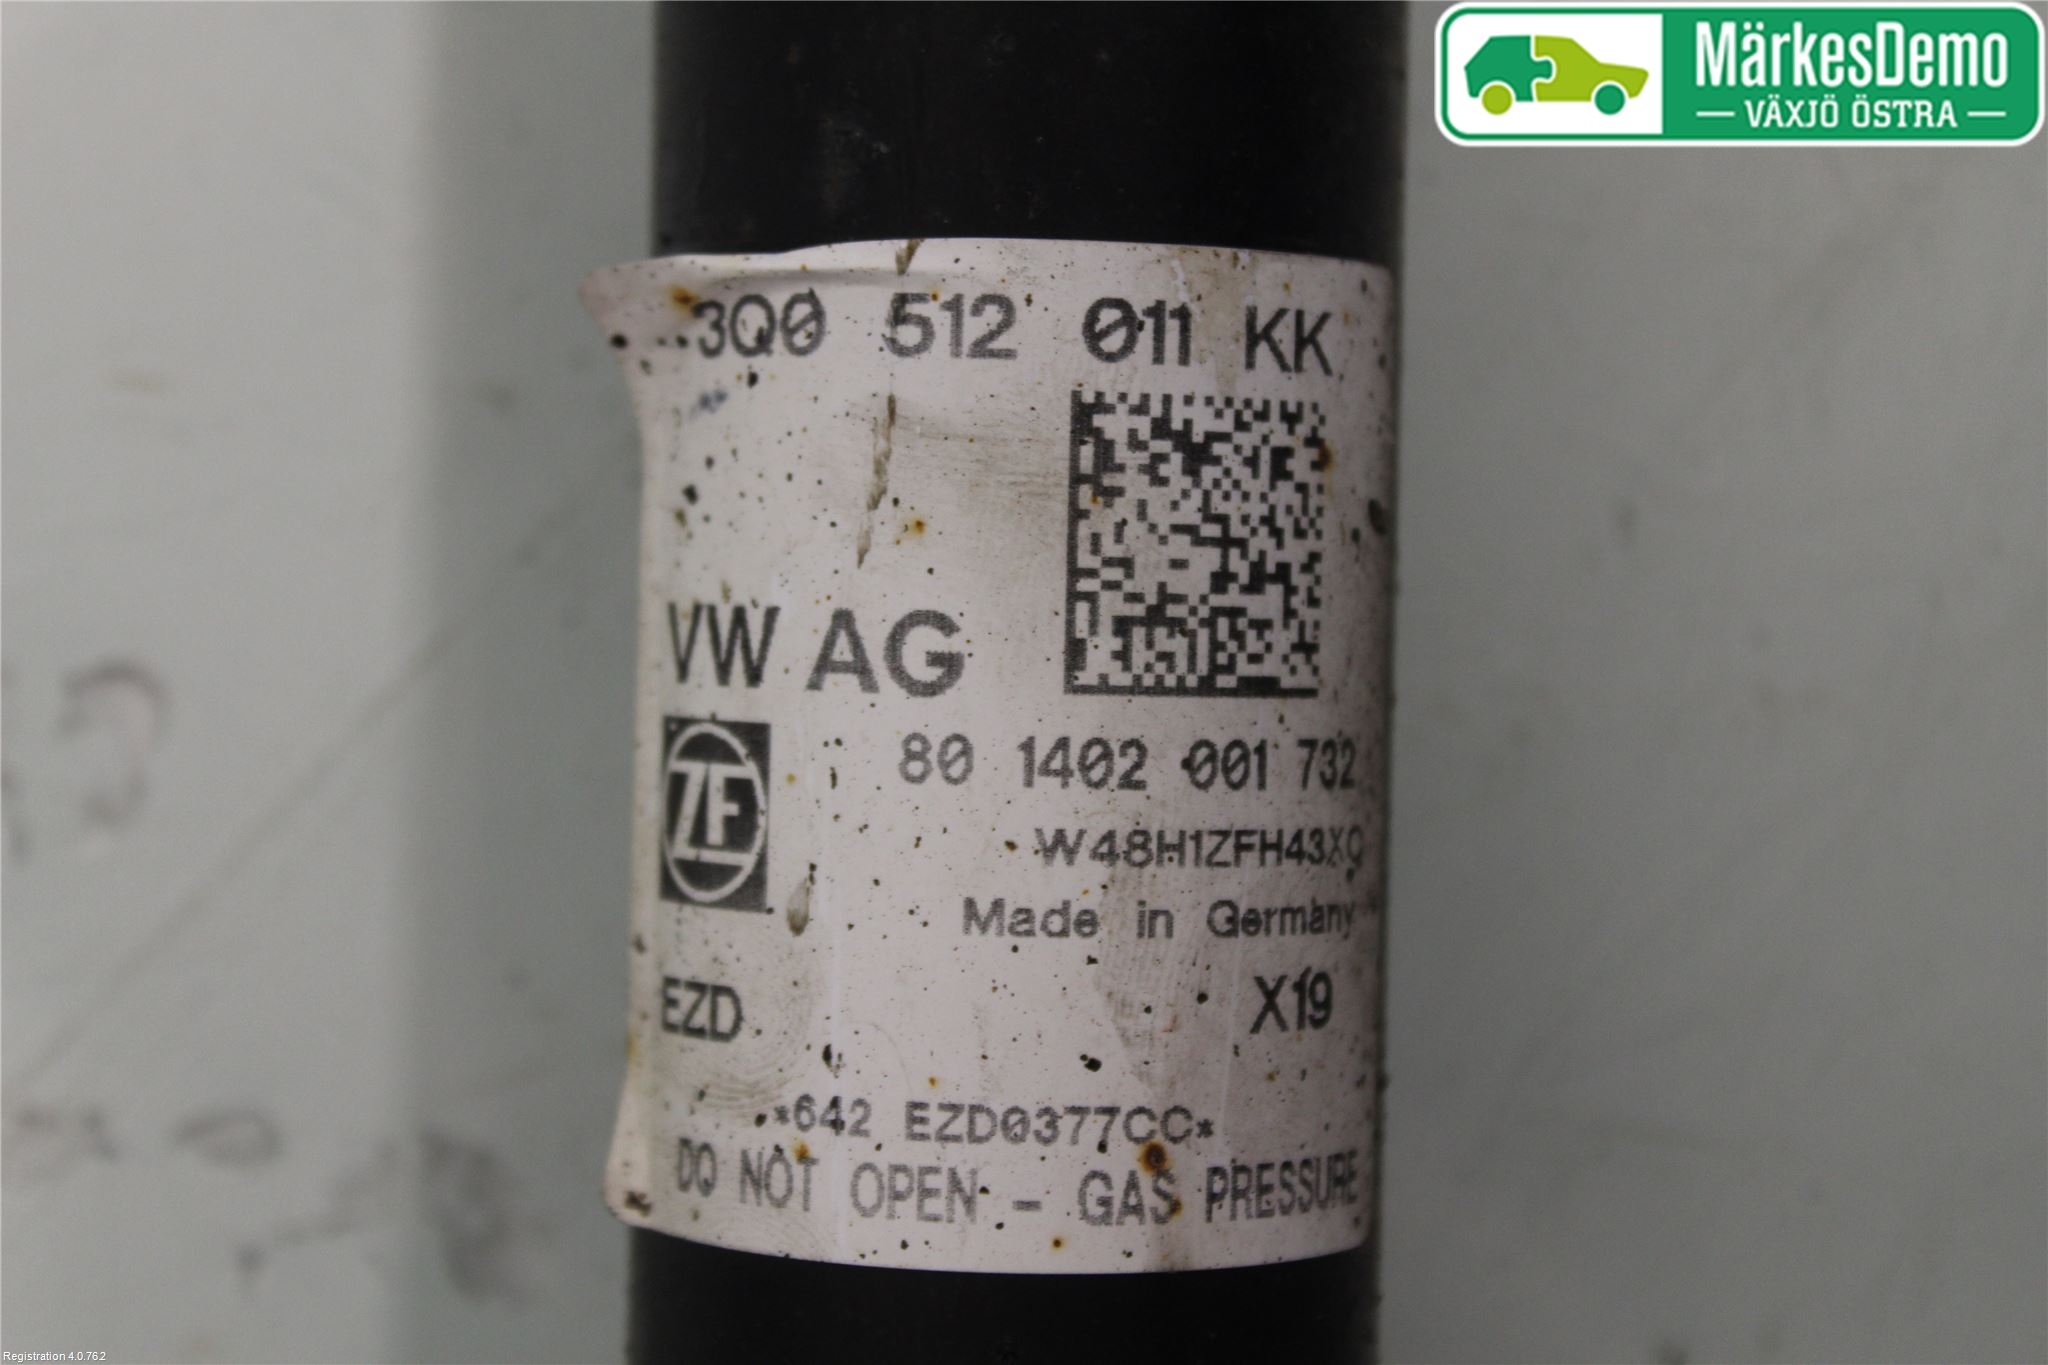 MärkesDemo
VÄXJÖ ÖSTRA
3Q0 512 011 KK
VW AG
ZF
80 1402 001 732
W48H1ZFH43XQ
Made in Germany
EZD X19
*642 EZD0377CC*
DO NOT OPEN - GAS PRESSURE
Registration 4.0.762